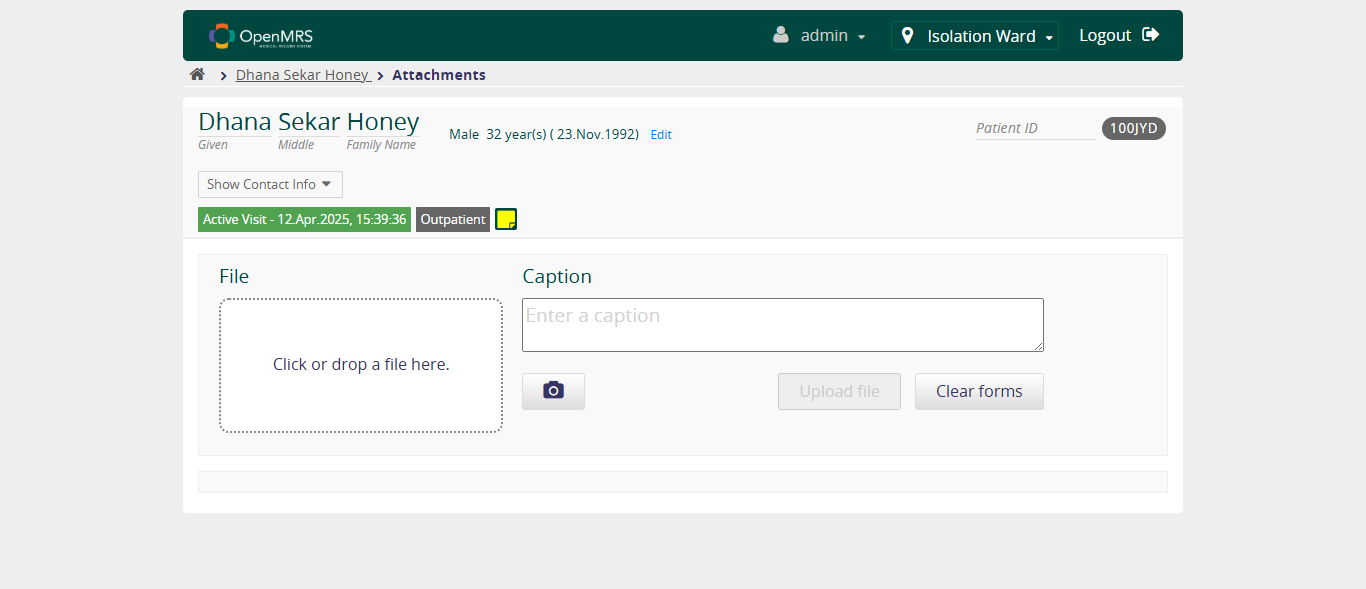 OpenMRS
MEDICAL RECORD SYSTEM
admin
Isolation Ward
Logout
Dhana Sekar Honey
Attachments
Dhana Sekar Honey
Given Middle Family Name
Male 32 year(s) ( 23.Nov.1992) Edit
Patient ID 100JYD
Show Contact Info
Active Visit - 12.Apr.2025, 15:39:36 Outpatient
File
Caption
Click or drop a file here.
Enter a caption
Upload file
Clear forms